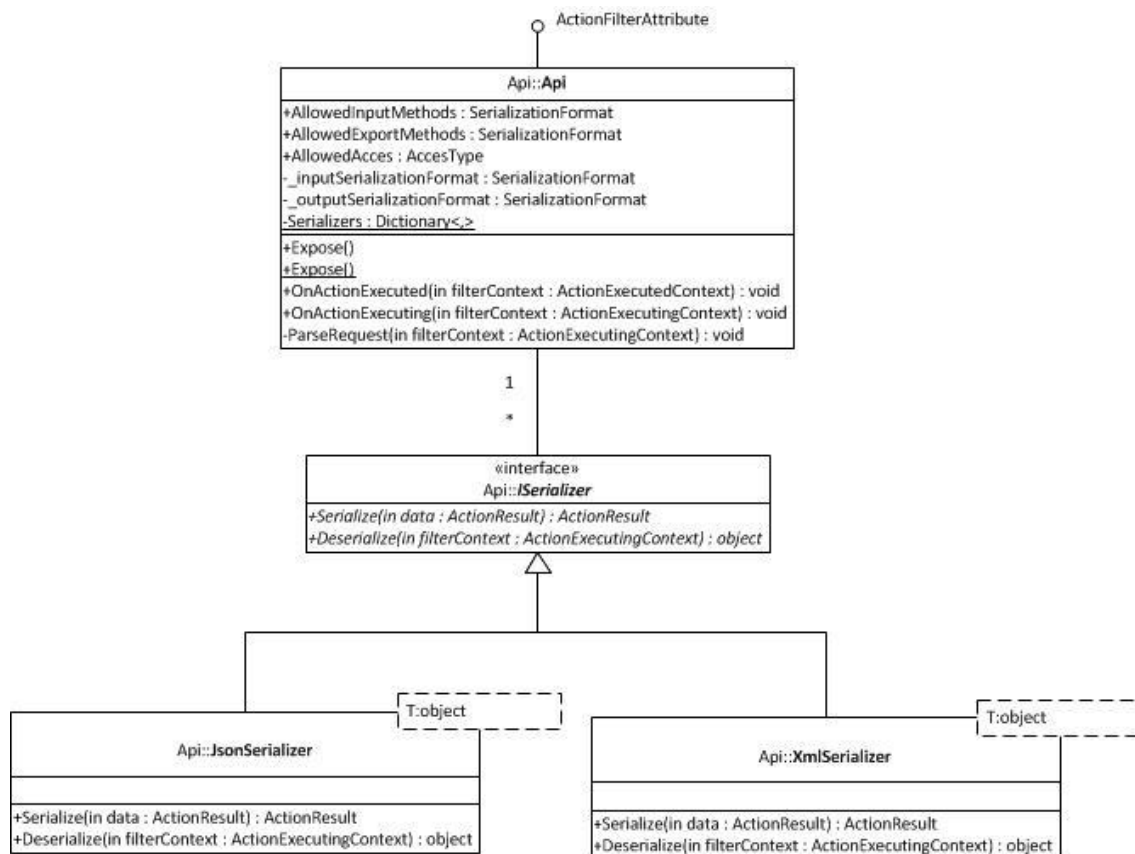 ActionFilterAttribute
Api::Api
+AllowedInputMethods : SerializationFormat
+AllowedExportMethods : SerializationFormat
+AllowedAcces : AccesType
-_inputSerializationFormat : SerializationFormat
-_outputSerializationFormat : SerializationFormat
-Serializers : Dictionary<,>
+Expose()
+Expose()
+OnActionExecuted(in filterContext : ActionExecutedContext) : void
+OnActionExecuting(in filterContext : ActionExecutingContext) : void
-ParseRequest(in filterContext : ActionExecutingContext) : void
1
*
«interface»
Api::ISerializer
+Serialize(in data : ActionResult) : ActionResult
+Deserialize(in filterContext : ActionExecutingContext) : object
T:object
Api::JsonSerializer
+Serialize(in data : ActionResult) : ActionResult
+Deserialize(in filterContext : ActionExecutingContext) : object
T:object
Api::XmlSerializer
+Serialize(in data : ActionResult) : ActionResult
+Deserialize(in filterContext : ActionExecutingContext) : object